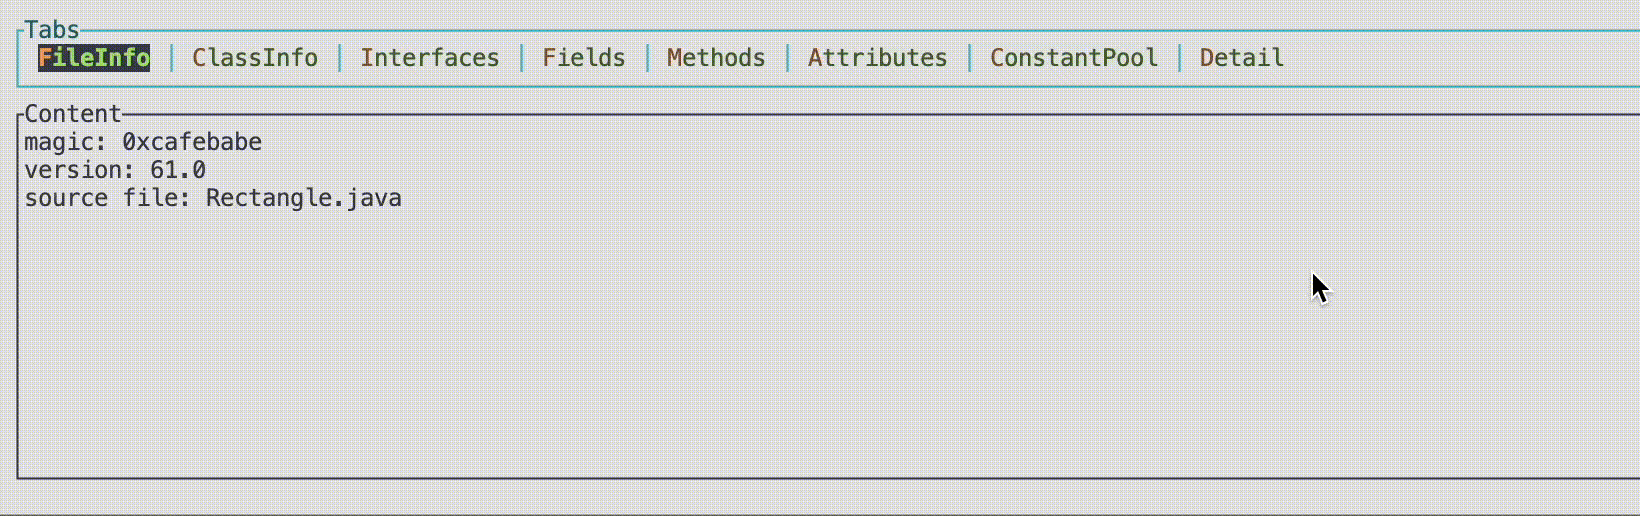 Tabs
FileInfo | ClassInfo | Interfaces | Fields | Methods | Attributes | ConstantPool | Detail
Content
magic: 0xcafebabe
version: 61.0
source file: Rectangle.java